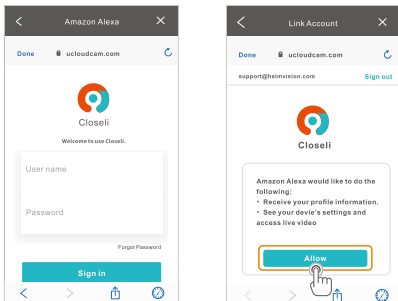 Amazon Alexa
Done
ucloudcam.com
Closeli
Welcome to use Closeli.
User name
Password
Forgot Password
Sign in
Link Account
Done
ucloudcam.com
support@heimvision.com
Sign out
Closeli
Amazon Alexa would like to do the
following:
• Receive your profile information.
• See your devie's settings and
access live video
Allow